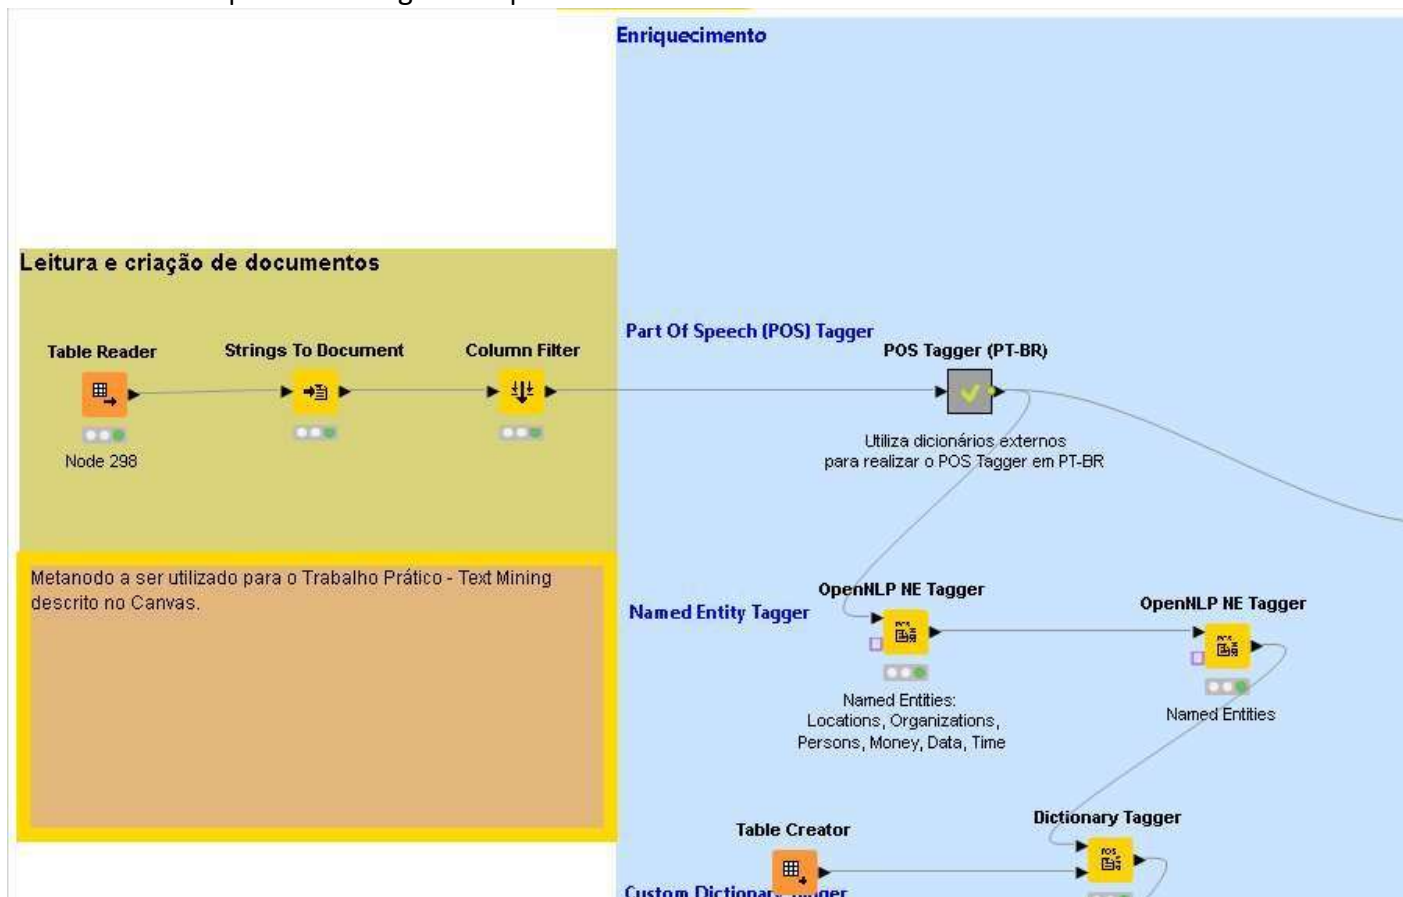 Enriquecimento
Leitura e criação de documentos
Part Of Speech (POS) Tagger
Table Reader
Strings To Document
Column Filter
POS Tagger (PT-BR)
Node 298
Utiliza dicionários externos
para realizar o POS Tagger em PT-BR
Metanodo a ser utilizado para o Trabalho Prático - Text Mining
descrito no Canvas.
Named Entity Tagger
OpenNLP NE Tagger
OpenNLP NE Tagger
Named Entities:
Locations, Organizations,
Persons, Money, Data, Time
Named Entities
Table Creator
Dictionary Tagger
Custom